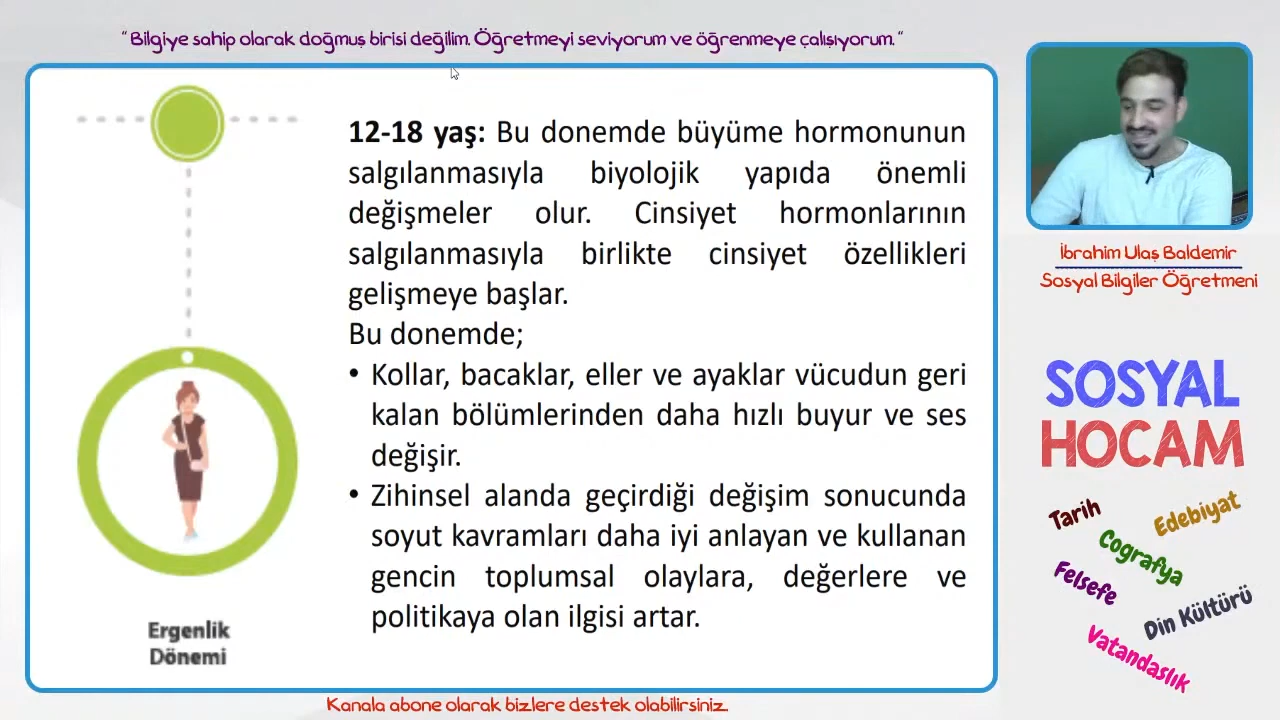 “ Bilgiye sahip olarak doğmuş birisi değilim. Öğretmeyi seviyorum ve öğrenmeye çalışıyorum. “
12-18 yaş: Bu donemde büyüme hormonunun
salgılanmasıyla biyolojik yapıda önemli
değişmeler olur. Cinsiyet hormonlarının
salgılanmasıyla birlikte cinsiyet özellikleri
gelişmeye başlar.
Bu donemde;
• Kollar, bacaklar, eller ve ayaklar vücudun geri
kalan bölümlerinden daha hızlı buyur ve ses
değişir.
• Zihinsel alanda geçirdiği değişim sonucunda
soyut kavramları daha iyi anlayan ve kullanan
gencin toplumsal olaylara, değerlere ve
politikaya olan ilgisi artar.
Ergenlik
Dönemi
İbrahim Ulaş Baldemir
Sosyal Bilgiler Öğretmeni
SOSYAL
HOCAM
Tarih
Edebiyat
Coğrafya
Felsefe
Din Kültürü
Vatandaslık
Kanala abone olarak bizlere destek olabilirsiniz.